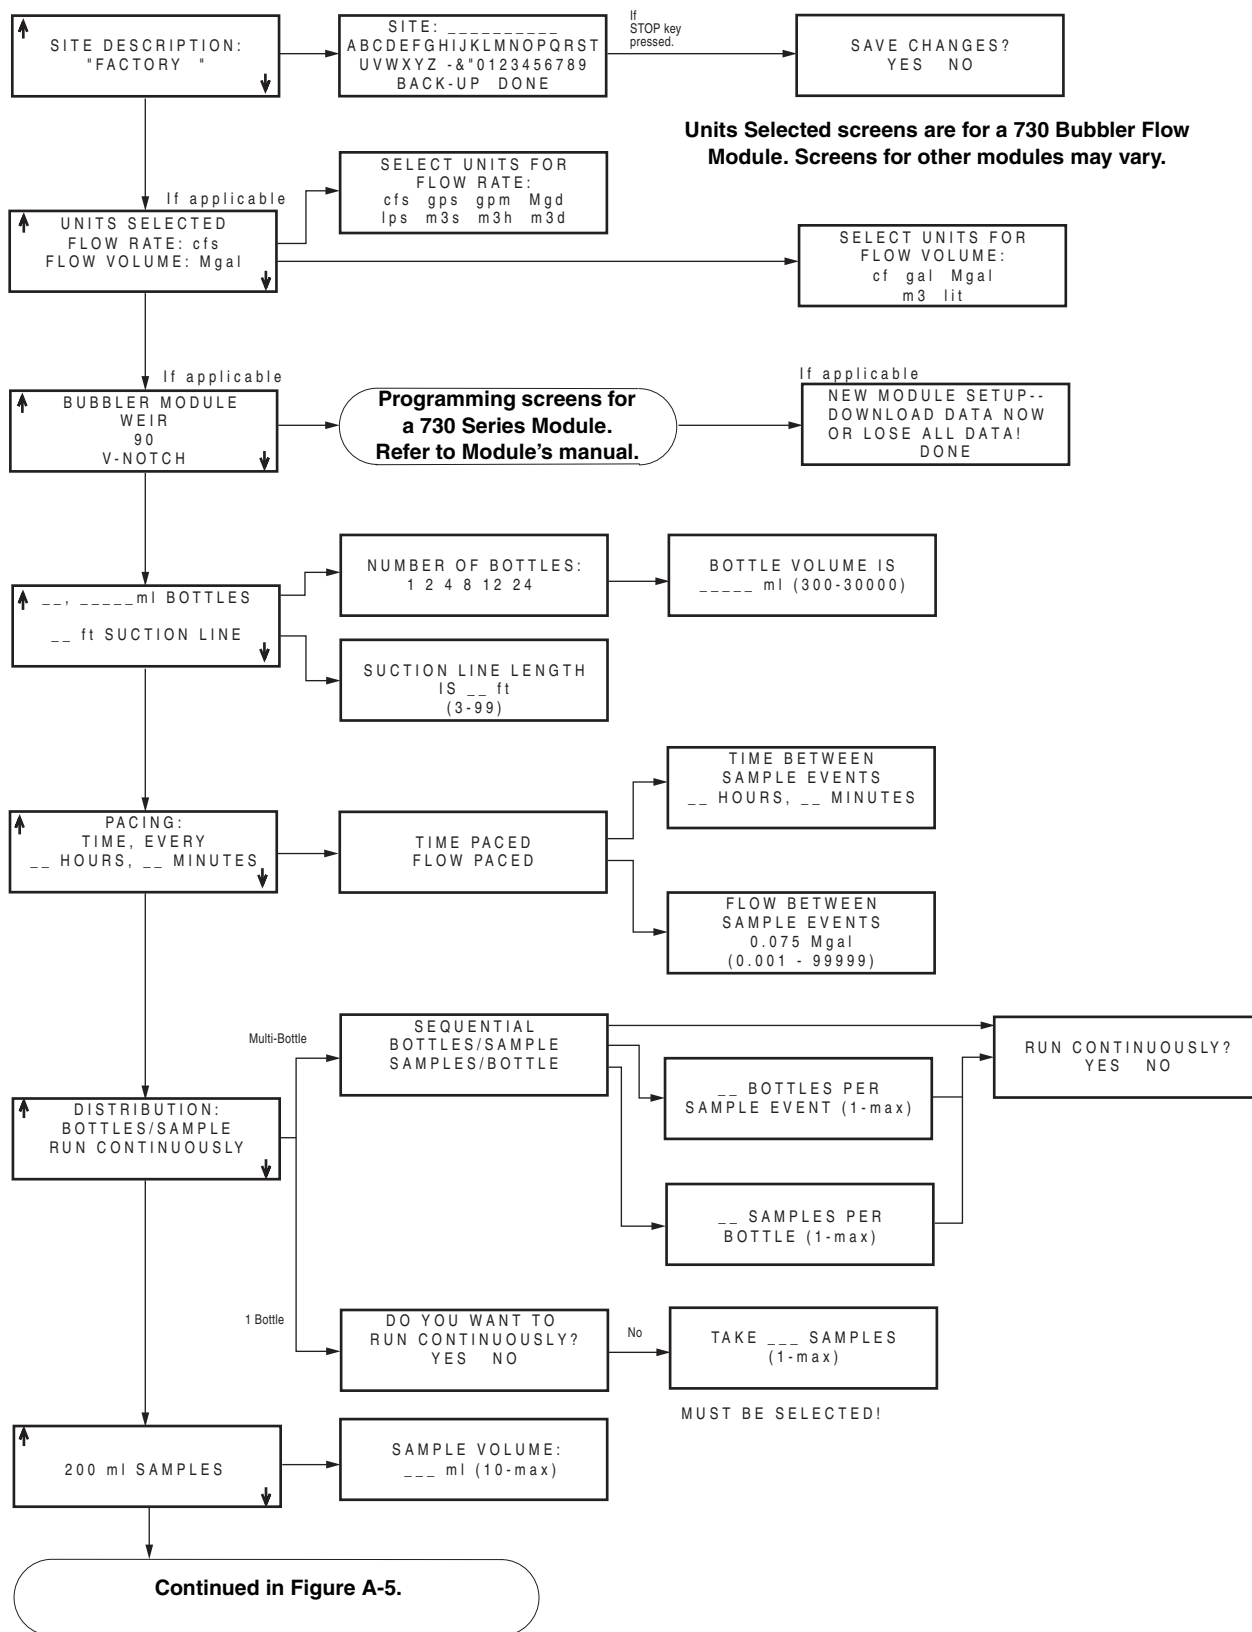 SITE DESCRIPTION:
"FACTORY "
SITE: __________
ABCDEFGHIJKLMNOPQRST
UVWXYZ -&"0123456789
BACK-UP DONE
If
STOP key
pressed.
SAVE CHANGES?
YES NO
Units Selected screens are for a 730 Bubbler Flow
Module. Screens for other modules may vary.
If applicable
UNITS SELECTED
FLOW RATE: cfs
FLOW VOLUME: Mgal
SELECT UNITS FOR
FLOW RATE:
cfs gps gpm Mgd
lps m3s m3h m3d
SELECT UNITS FOR
FLOW VOLUME:
cf gal Mgal
m3 lit
If applicable
BUBBLER MODULE
WEIR
90
V-NOTCH
Programming screens for
a 730 Series Module.
Refer to Module’s manual.
If applicable
NEW MODULE SETUP--
DOWNLOAD DATA NOW
OR LOSE ALL DATA!
DONE
__, _____ml BOTTLES
__ ft SUCTION LINE
NUMBER OF BOTTLES:
1 2 4 8 12 24
BOTTLE VOLUME IS
_____ ml (300-30000)
SUCTION LINE LENGTH
IS __ ft
(3-99)
PACING:
TIME, EVERY
__ HOURS, __ MINUTES
TIME PACED
FLOW PACED
TIME BETWEEN
SAMPLE EVENTS
__ HOURS, __ MINUTES
FLOW BETWEEN
SAMPLE EVENTS
0.075 Mgal
(0.001 - 99999)
DISTRIBUTION:
BOTTLES/SAMPLE
RUN CONTINUOUSLY
Multi-Bottle
SEQUENTIAL
BOTTLES/SAMPLE
SAMPLES/BOTTLE
__ BOTTLES PER
SAMPLE EVENT (1-max)
__ SAMPLES PER
BOTTLE (1-max)
RUN CONTINUOUSLY?
YES NO
1 Bottle
DO YOU WANT TO
RUN CONTINUOUSLY?
YES NO
No
TAKE ___ SAMPLES
(1-max)
MUST BE SELECTED!
200 ml SAMPLES
SAMPLE VOLUME:
___ ml (10-max)
Continued in Figure A-5.